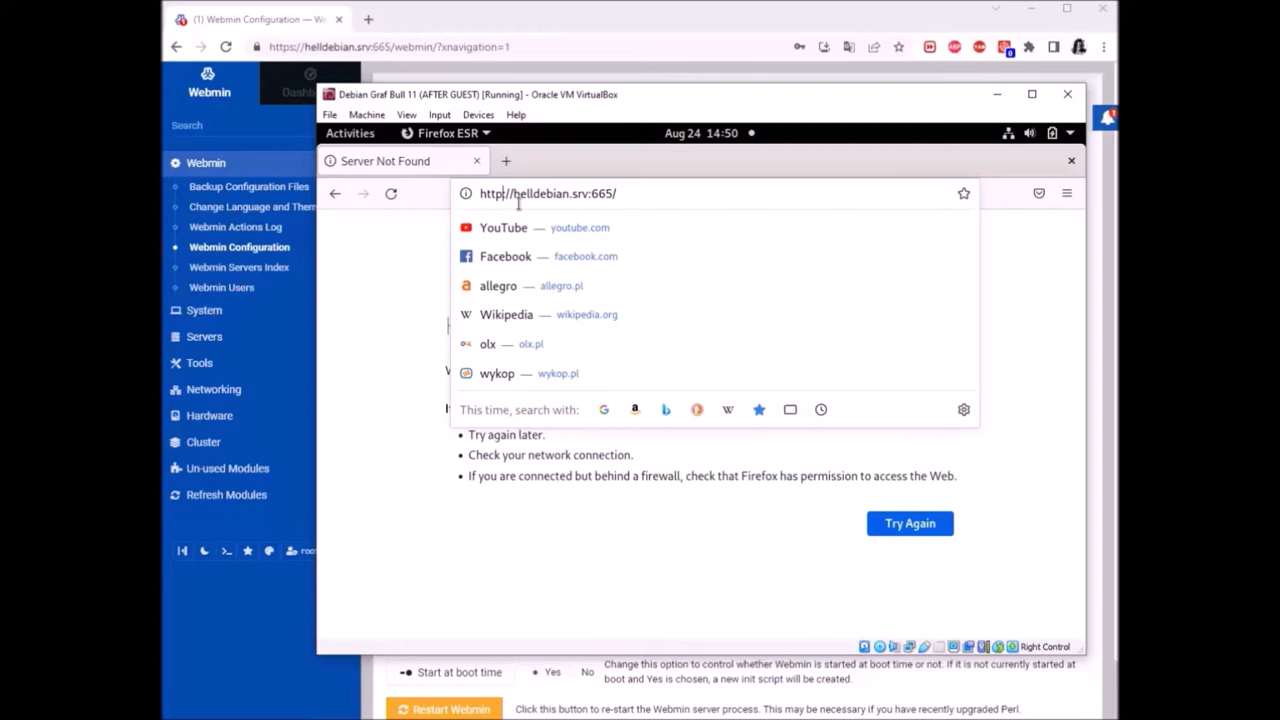 (1) Webmin Configuration — We
https://helldebian.srv:665/webmin/?xnavigation=1
Webmin
Dashb
Search
Webmin
Backup Configuration Files
Change Language and Them
Webmin Actions Log
Webmin Configuration
Webmin Servers Index
Webmin Users
System
Servers
Tools
Networking
Hardware
Cluster
Un-used Modules
Refresh Modules
root
Debian Graf Bull 11 (AFTER GUEST) [Running] - Oracle VM VirtualBox
File Machine View Input Devices Help
Activities Firefox ESR Aug 24 14:50
Server Not Found
http://helldebian.srv:665/
YouTube — youtube.com
Facebook — facebook.com
allegro — allegro.pl
Wikipedia — wikipedia.org
olx — olx.pl
wykop — wykop.pl
This time, search with:
Try again later.
Check your network connection.
If you are connected but behind a firewall, check that Firefox has permission to access the Web.
Try Again
Right Control
Start at boot time Yes No Change this option to control whether Webmin is started at boot time or not. If it is not currently started at
boot and Yes is chosen, a new init script will be created.
Restart Webmin Click this button to re-start the Webmin server process. This may be necessary if you have recently upgraded Perl.